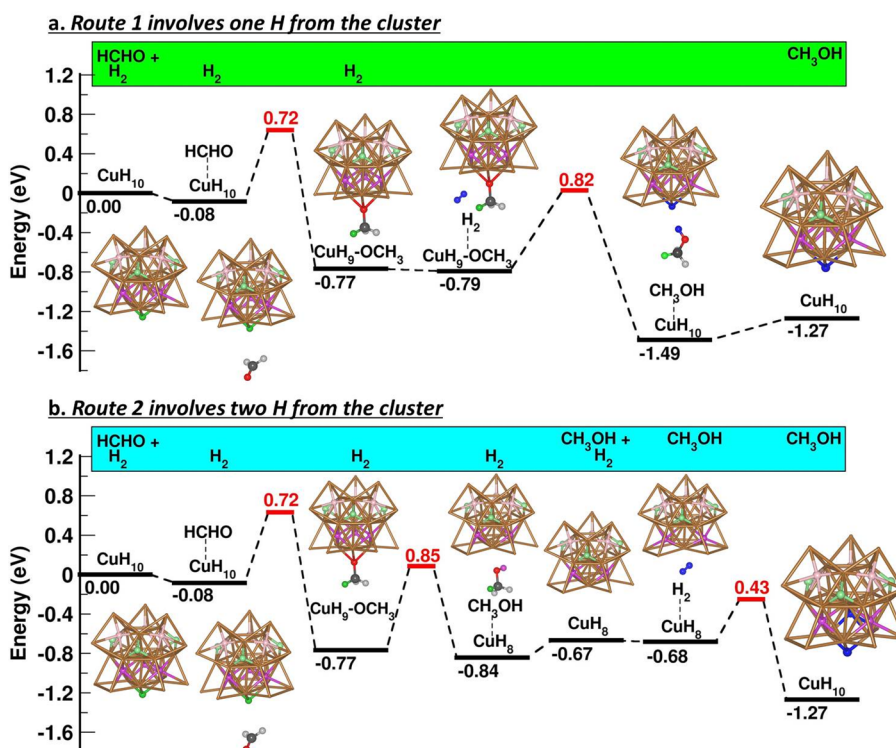 a. Route 1 involves one H from the cluster
HCHO +
H₂ H₂ H₂ CH₃OH
1.2
0.8
0.4
0
-0.4
-0.8
-1.2
-1.6
Energy (eV)
CuH₁₀
0.00
HCHO
CuH₁₀
-0.08
0.72
CuH₉-OCH₃
-0.77
H₂
CuH₉-OCH₃
-0.79
0.82
CH₃OH
CuH₁₀
-1.49
CuH₁₀
-1.27
b. Route 2 involves two H from the cluster
HCHO + CH₃OH + CH₃OH CH₃OH
H₂ H₂ H₂ H₂ H₂
1.2
0.8
0.4
0
-0.4
-0.8
-1.2
-1.6
Energy (eV)
CuH₁₀
0.00
HCHO
CuH₁₀
-0.08
0.72
CuH₉-OCH₃
-0.77
0.85
CH₃OH
CuH₈
-0.84
CuH₈
-0.67
H₂
CuH₈
-0.68
0.43
CuH₁₀
-1.27